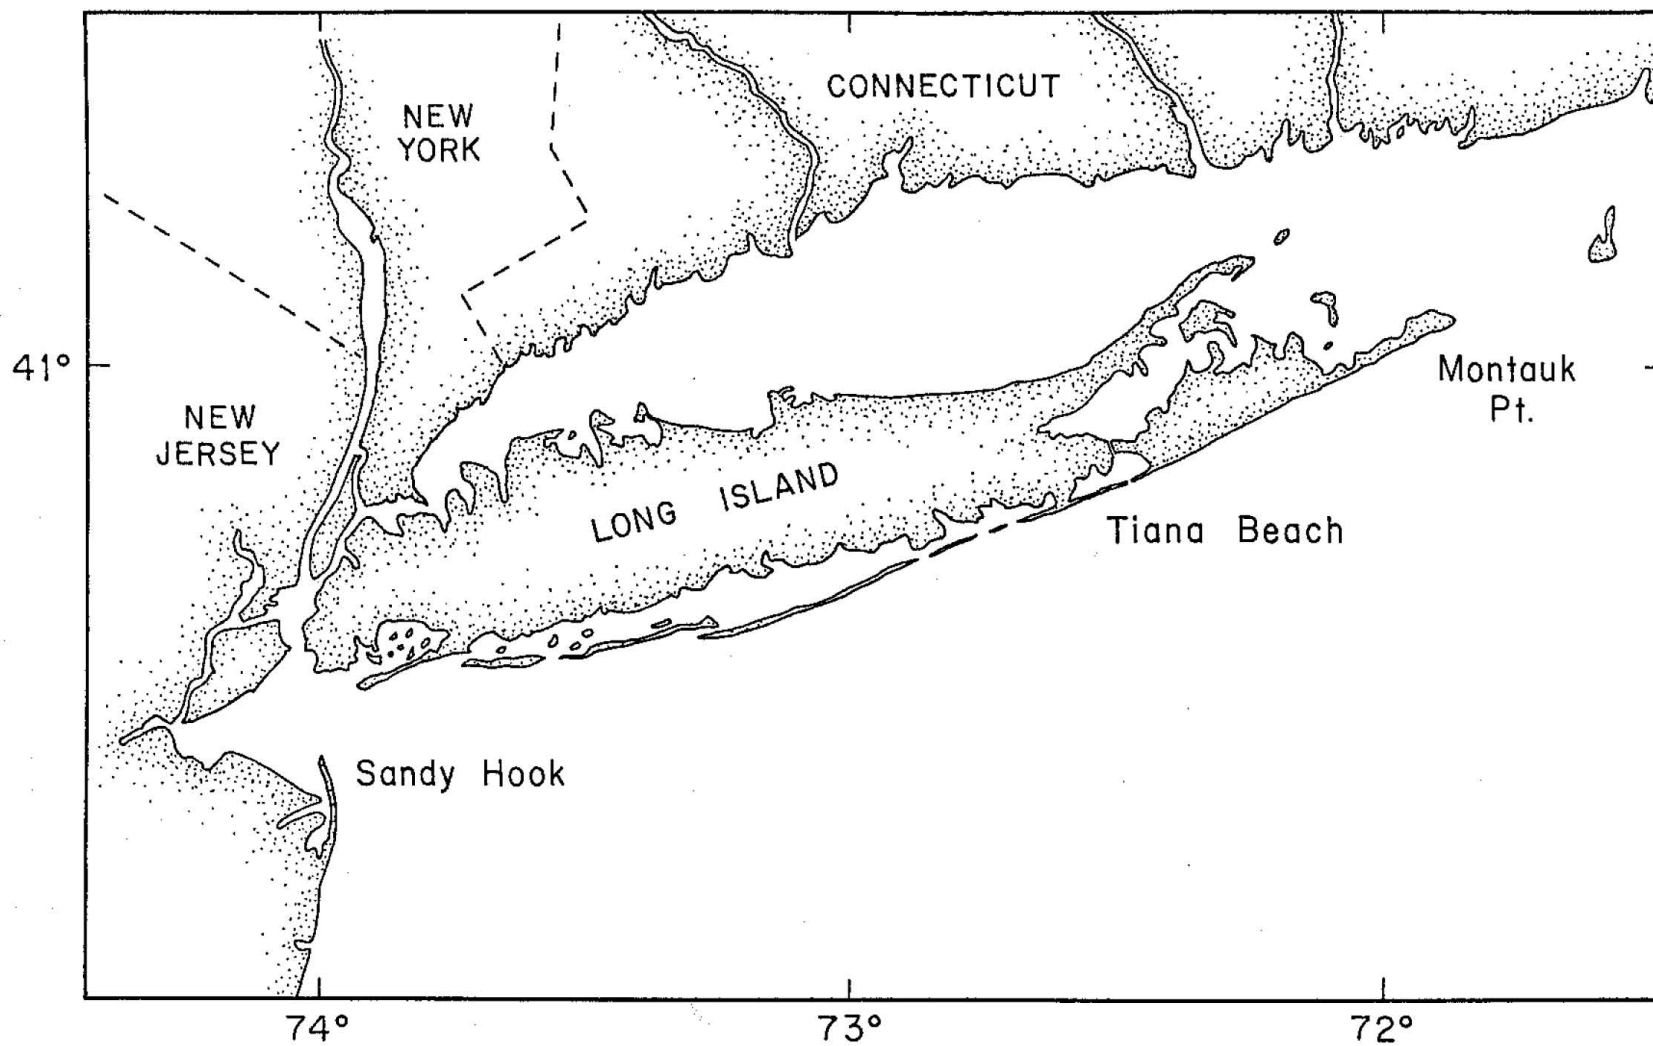 CONNECTICUT
NEW
YORK
41°
Montauk
Pt.
NEW
JERSEY
LONG ISLAND
Tiana Beach
Sandy Hook
74°
73°
72°